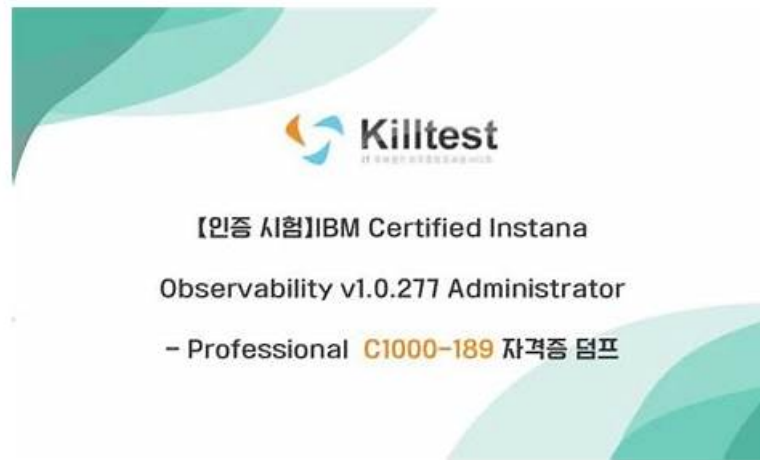 Killtest
【인증 시험】IBM Certified Instana
Observability v1.0.277 Administrator
- Professional C1000-189 자격증 덤프